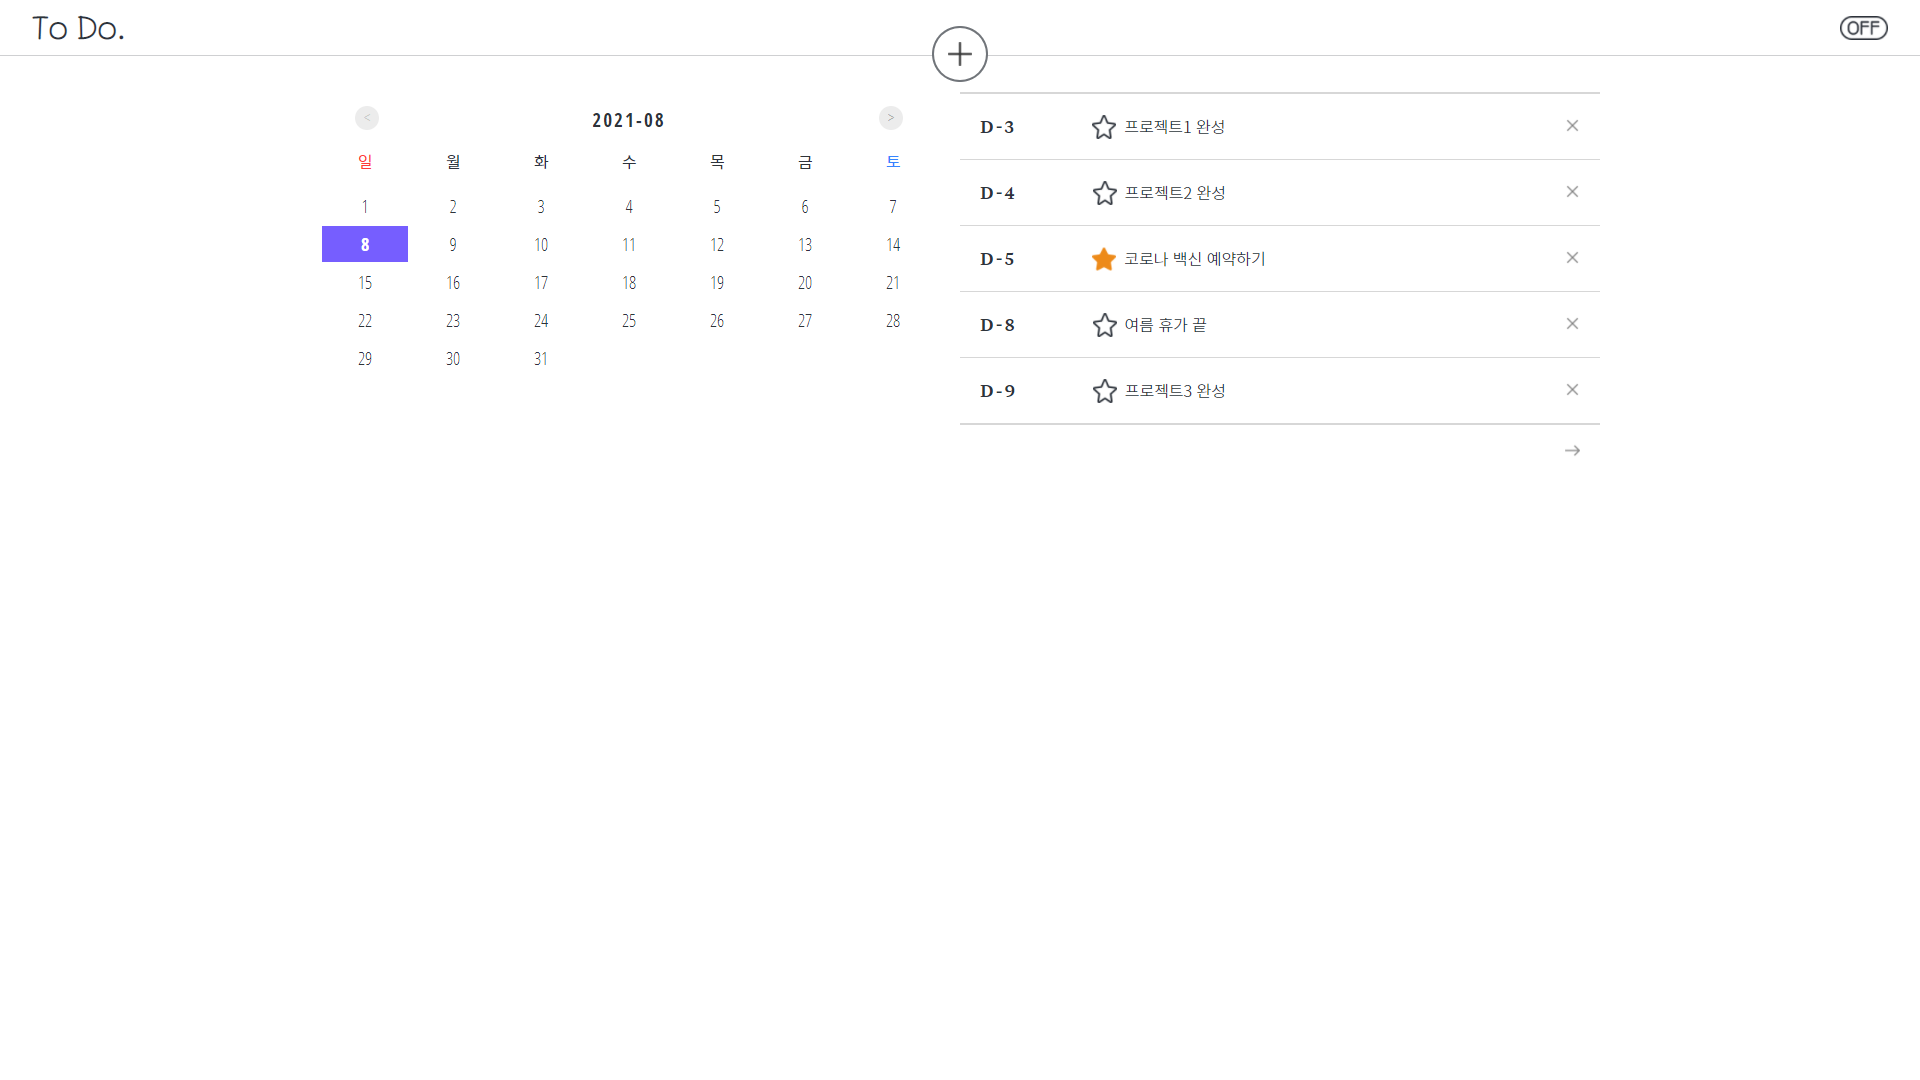 To Do.
OFF
+
< 2021-08 >
일 월 화 수 목 금 토
1 2 3 4 5 6 7
8 9 10 11 12 13 14
15 16 17 18 19 20 21
22 23 24 25 26 27 28
29 30 31
D-3 프로젝트1 완성 ×
D-4 프로젝트2 완성 ×
D-5 코로나 백신 예약하기 ×
D-8 여름 휴가 끝 ×
D-9 프로젝트3 완성 ×
→